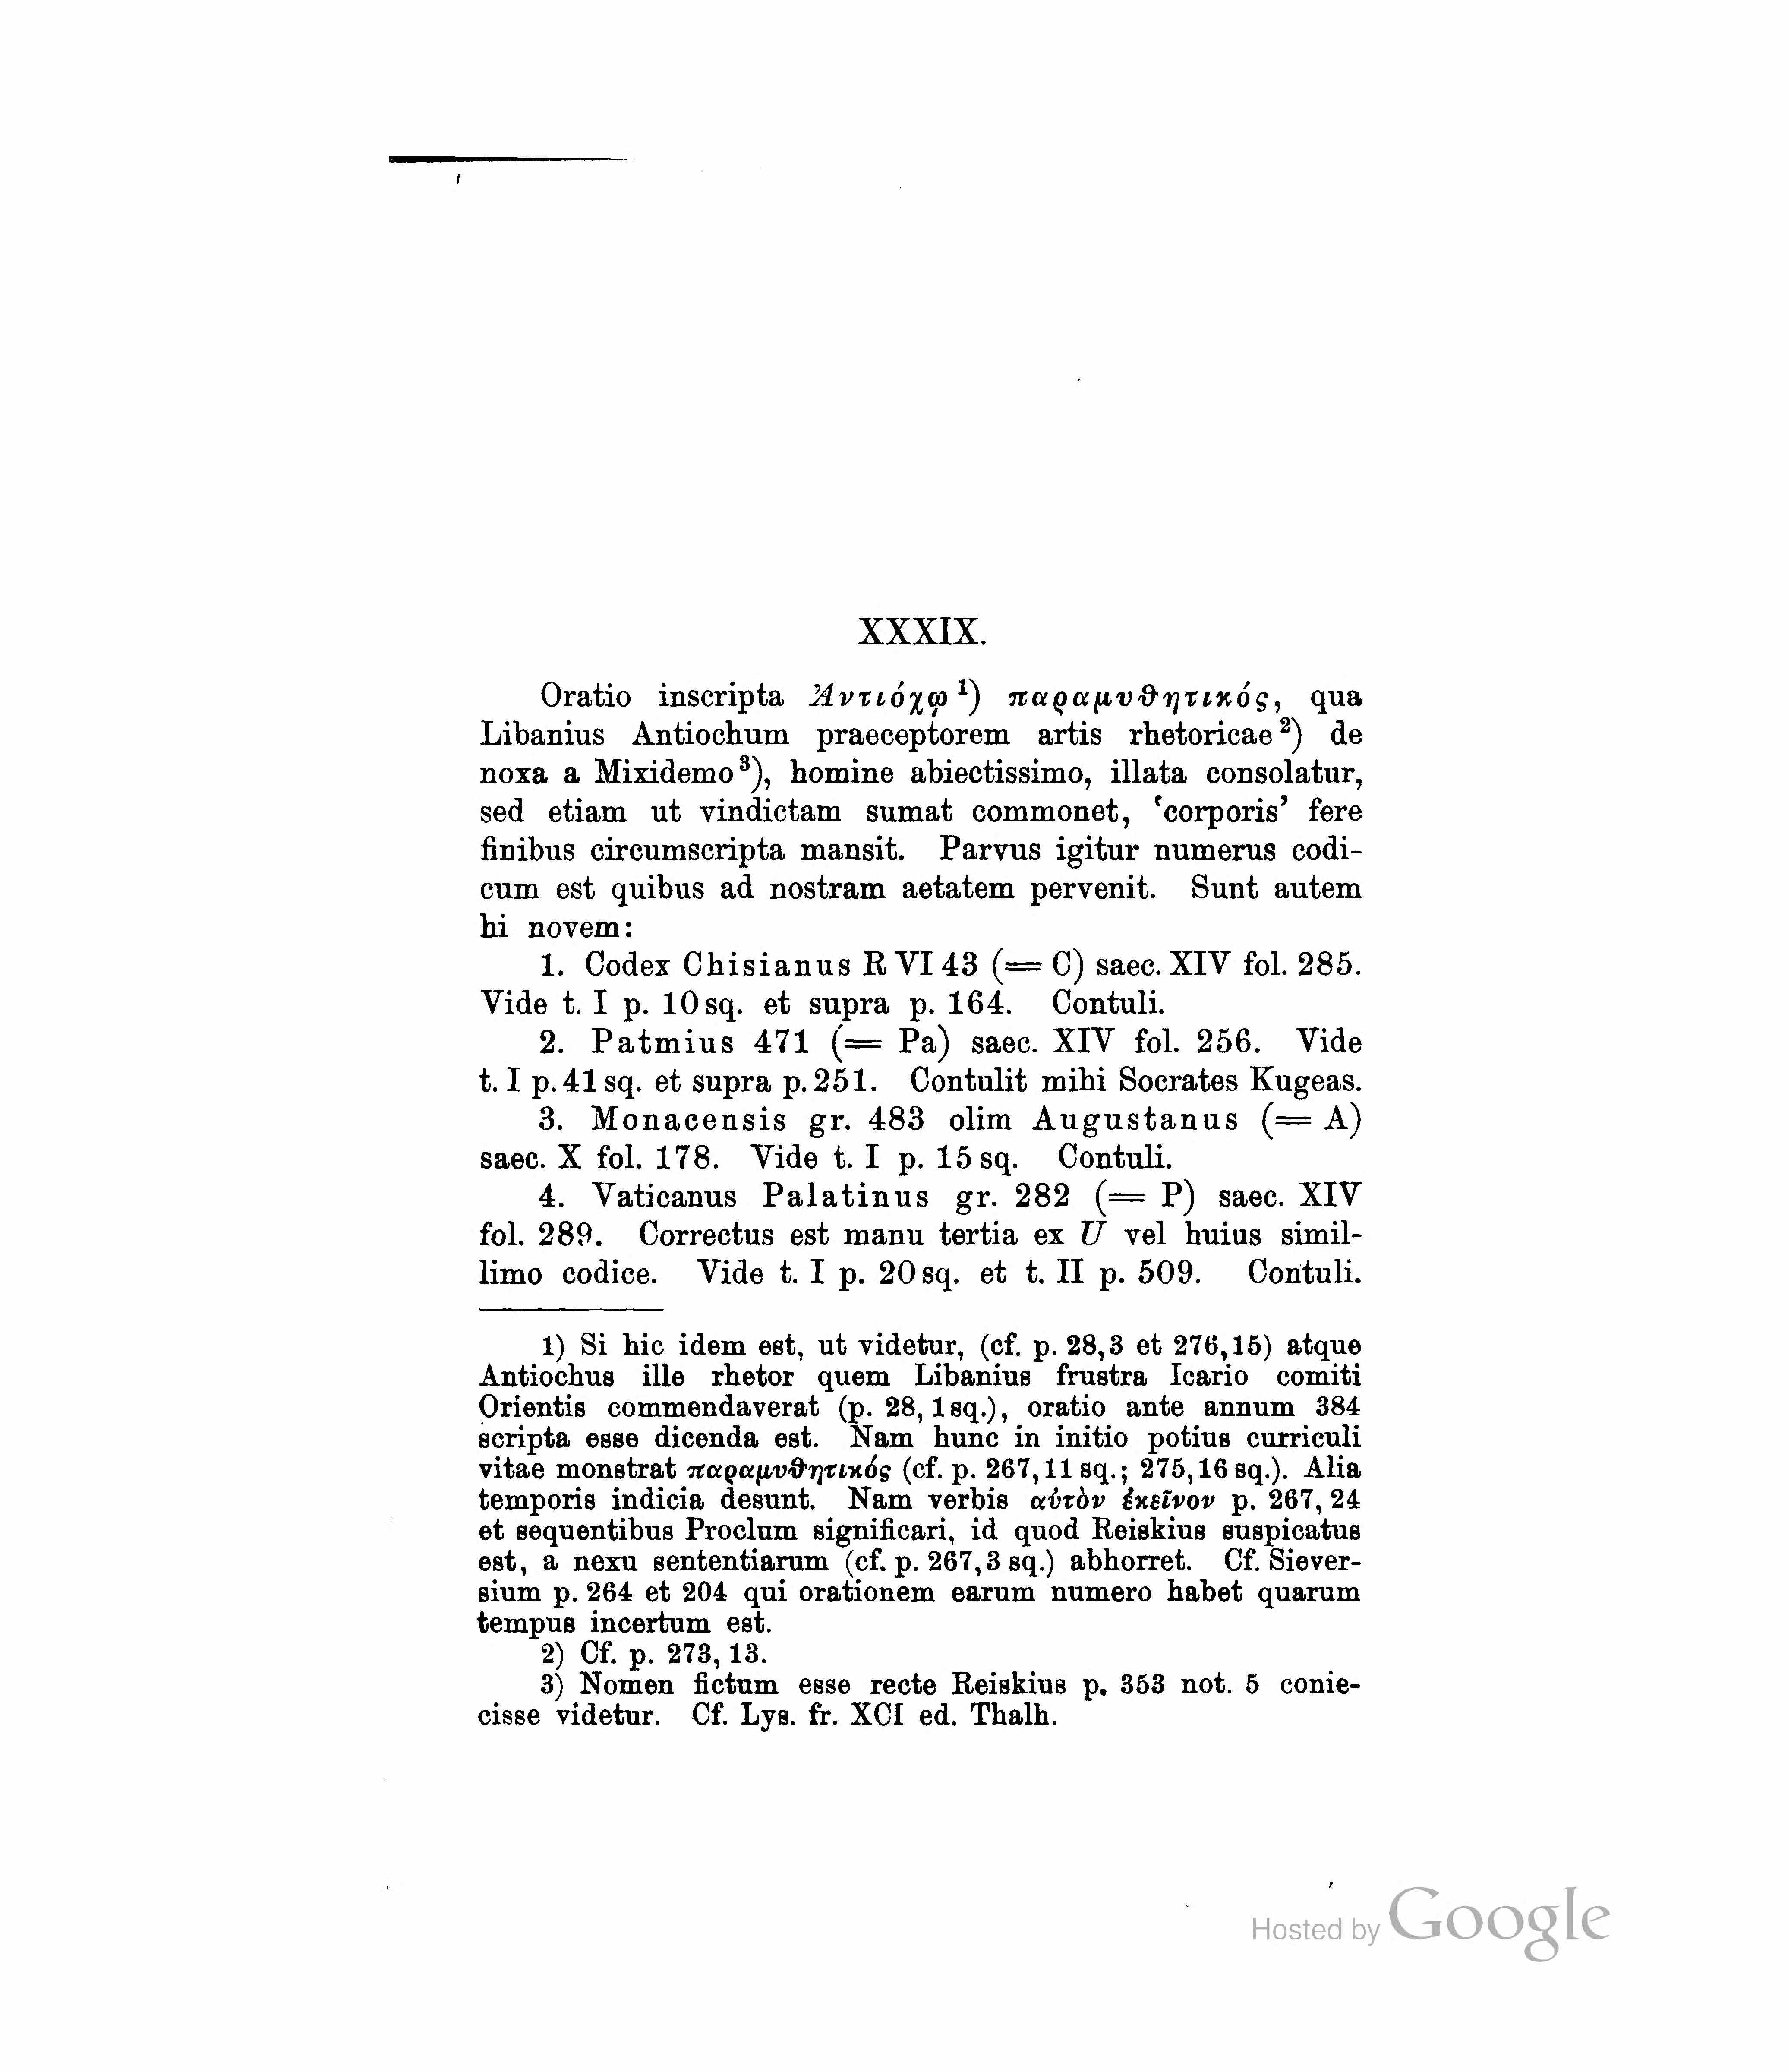 XXXIX.
Oratio inscripta Ἀντιόχῳ¹) παραμυθητικός, qua
Libanius Antiochum praeceptorem artis rhetoricae²) de
noxa a Mixidemo³), homine abiectissimo, illata consolatur,
sed etiam ut vindictam sumat commonet, ‛corporis’ fere
finibus circumscripta mansit. Parvus igitur numerus codi-
cum est quibus ad nostram aetatem pervenit. Sunt autem
hi novem:
1. Codex Chisianus R VI 43 (= C) saec. XIV fol. 285.
Vide t. I p. 10 sq. et supra p. 164. Contuli.
2. Patmius 471 (= Pa) saec. XIV fol. 256. Vide
t. I p. 41 sq. et supra p. 251. Contulit mihi Socrates Kugeas.
3. Monacensis gr. 483 olim Augustanus (= A)
saec. X fol. 178. Vide t. I p. 15 sq. Contuli.
4. Vaticanus Palatinus gr. 282 (= P) saec. XIV
fol. 289. Correctus est manu tertia ex U vel huius simil-
limo codice. Vide t. I p. 20 sq. et t. II p. 509. Contuli.
1) Si hic idem est, ut videtur, (cf. p. 28,3 et 276,15) atque
Antiochus ille rhetor quem Libanius frustra Icario comiti
Orientis commendaverat (p. 28, 1 sq.), oratio ante annum 384
scripta esse dicenda est. Nam hunc in initio potius curriculi
vitae monstrat παραμυθητικός (cf. p. 267,11 sq.; 275,16 sq.). Alia
temporis indicia desunt. Nam verbis αὐτὸν ἐκεῖνον p. 267, 24
et sequentibus Proclum significari, id quod Reiskius suspicatus
est, a nexu sententiarum (cf. p. 267,3 sq.) abhorret. Cf. Siever-
sium p. 264 et 204 qui orationem earum numero habet quarum
tempus incertum est.
2) Cf. p. 273, 13.
3) Nomen fictum esse recte Reiskius p. 353 not. 5 conie-
cisse videtur. Cf. Lys. fr. XCI ed. Thalh.
Hosted by Google